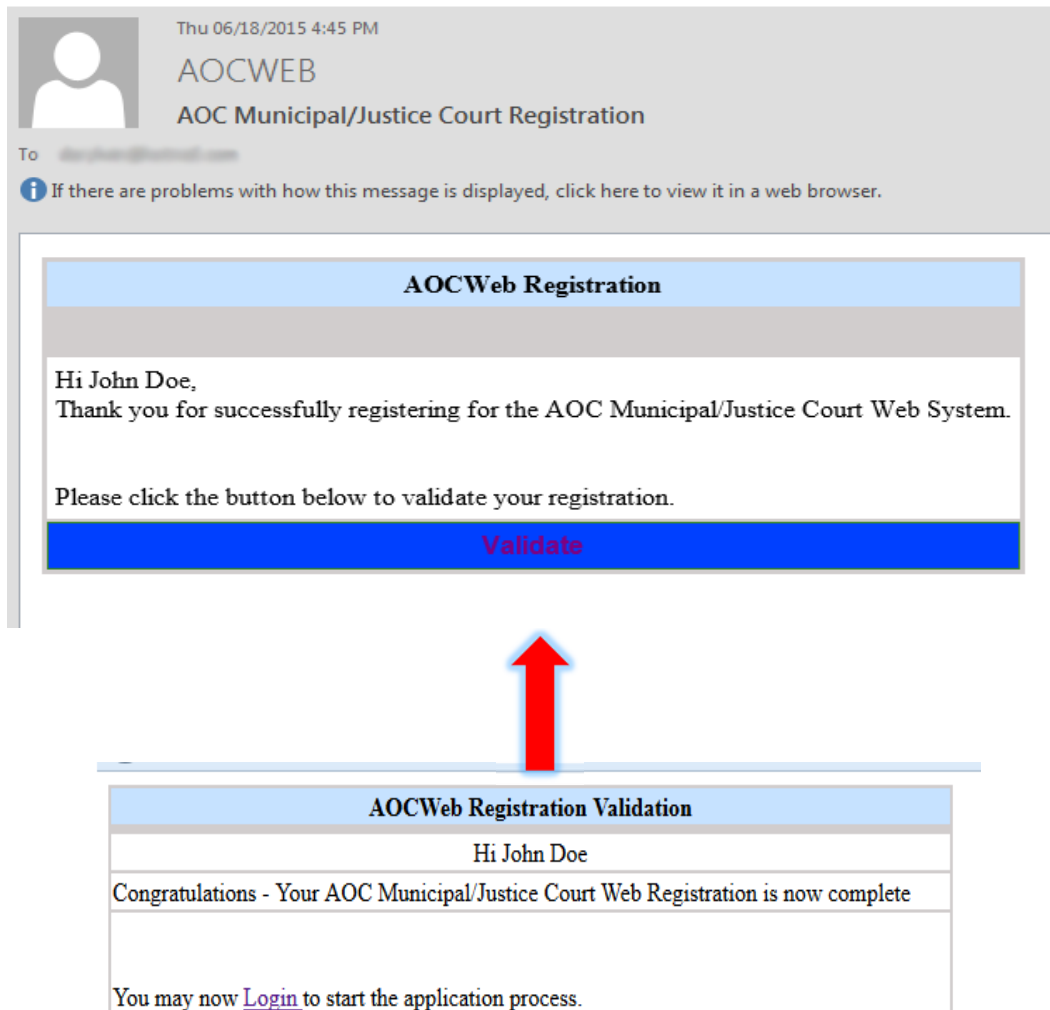 Thu 06/18/2015 4:45 PM
AOCWEB
AOC Municipal/Justice Court Registration
To
If there are problems with how this message is displayed, click here to view it in a web browser.
AOCWeb Registration
Hi John Doe,
Thank you for successfully registering for the AOC Municipal/Justice Court Web System.
Please click the button below to validate your registration.
Validate
AOCWeb Registration Validation
Hi John Doe
Congratulations - Your AOC Municipal/Justice Court Web Registration is now complete
You may now Login to start the application process.